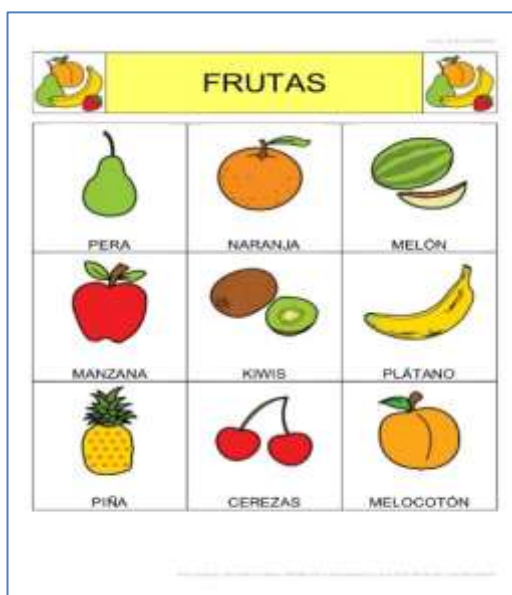 FRUTAS
PERA NARANJA MELÓN
MANZANA KIWIS PLÁTANO
PIÑA CEREZAS MELOCOTÓN